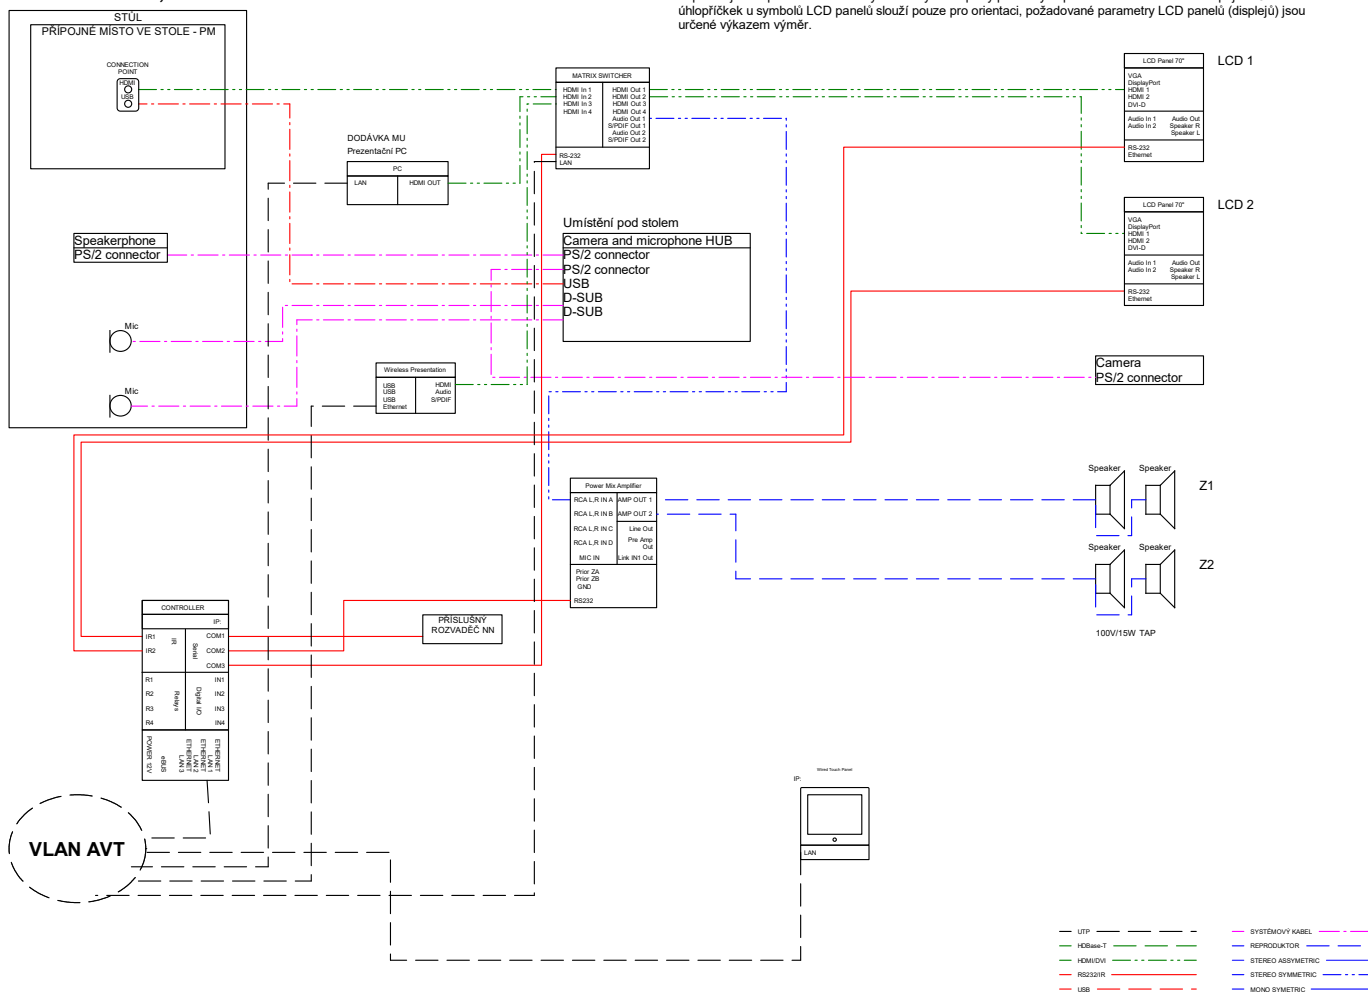 úhlopříček u symbolů LCD panelů slouží pouze pro orientaci, požadované parametry LCD panelů (displejů) jsou
určené výkazem výměr.
STŮL
PŘÍPOJNÉ MÍSTO VE STOLE - PM
CONNECTION
POINT
HDMI
USB
Speakerphone
PS/2 connector
Mic
Mic
DODÁVKA MU
Prezentační PC
PC
LAN
HDMI OUT
MATRIX SWITCHER
HDMI In 1
HDMI In 2
HDMI In 3
HDMI In 4
HDMI Out 1
HDMI Out 2
HDMI Out 3
HDMI Out 4
Audio Out 1
S/PDIF Out 1
Audio Out 2
S/PDIF Out 2
RS-232
LAN
LCD Panel 70"
VGA
DisplayPort
HDMI 1
HDMI 2
DVI-D
Audio In 1
Audio In 2
Audio Out
Speaker R
Speaker L
RS-232
Ethernet
LCD 1
LCD Panel 70"
VGA
DisplayPort
HDMI 1
HDMI 2
DVI-D
Audio In 1
Audio In 2
Audio Out
Speaker R
Speaker L
RS-232
Ethernet
LCD 2
Umístění pod stolem
Camera and microphone HUB
PS/2 connector
PS/2 connector
USB
D-SUB
D-SUB
Wireless Presentation
USB
USB
USB
Ethernet
HDMI
Audio
S/PDIF
Camera
PS/2 connector
Power Mix Amplifier
RCA L,R IN A
RCA L,R IN B
RCA L,R IN C
RCA L,R IN D
MIC IN
AMP OUT 1
AMP OUT 2
Line Out
Pre Amp
Out
Link IN1 Out
Prior ZA
Prior ZB
GND
RS232
Speaker
Speaker
Z1
Speaker
Speaker
Z2
100V/15W TAP
CONTROLLER
IP:
IR1
IR2
IR
Serial
COM1
COM2
COM3
R1
R2
R3
R4
Relays
Digital I/O
IN1
IN2
IN3
IN4
POWER 12V
eBUS
ETHERNET
LAN 3
ETHERNET
LAN 2
ETHERNET
LAN 1
PŘÍSLUŠNÝ
ROZVADĚČ NN
VLAN AVT
Wired Touch Panel
IP:
LAN
UTP
HDBase-T
HDMI/DVI
RS232/IR
USB
SYSTÉMOVÝ KABEL
REPRODUKTOR
STEREO ASSYMETRIC
STEREO SYMMETRIC
MONO SYMETRIC